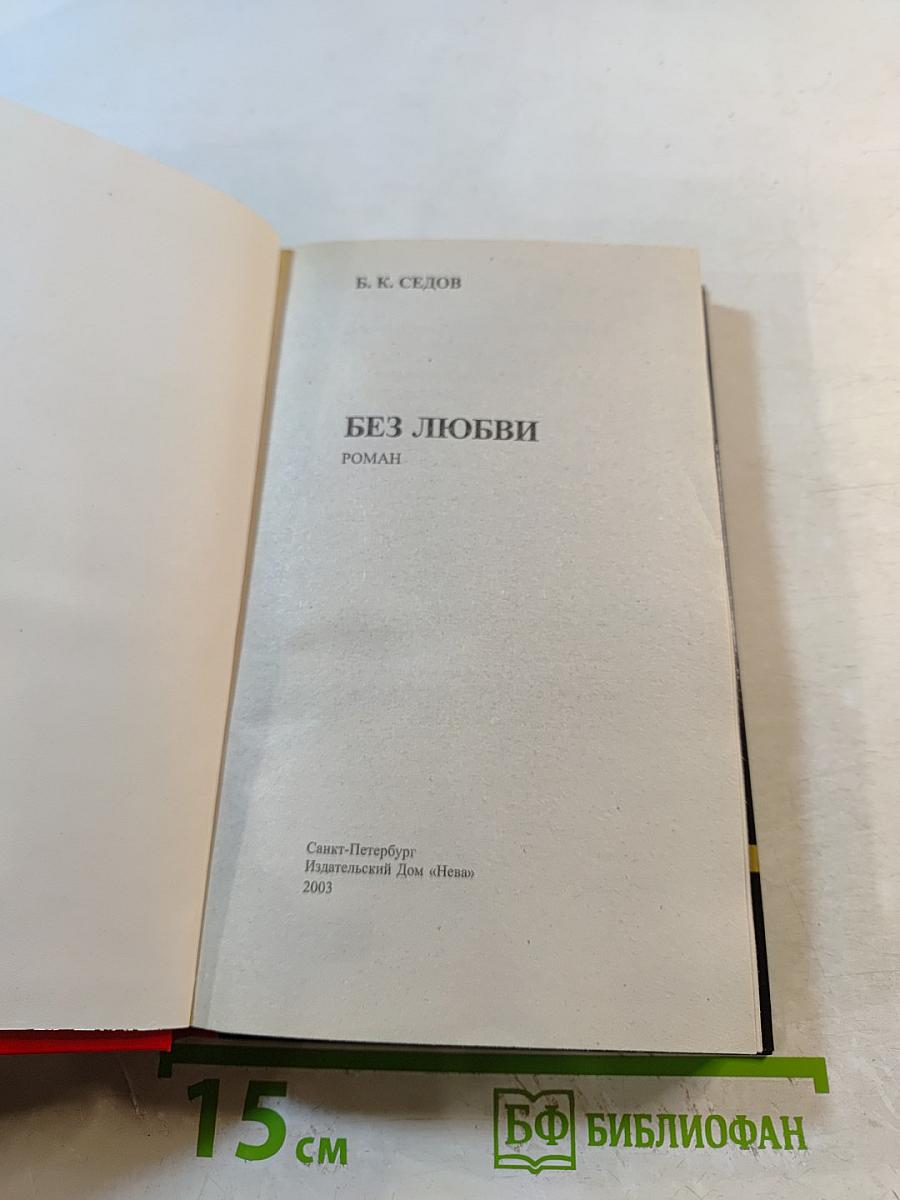 Б. К. СЕДОВ
БЕЗ ЛЮБВИ
РОМАН
Санкт-Петербург
Издательский Дом «Нева»
2003
15 см
БФ БИБЛИОФАН